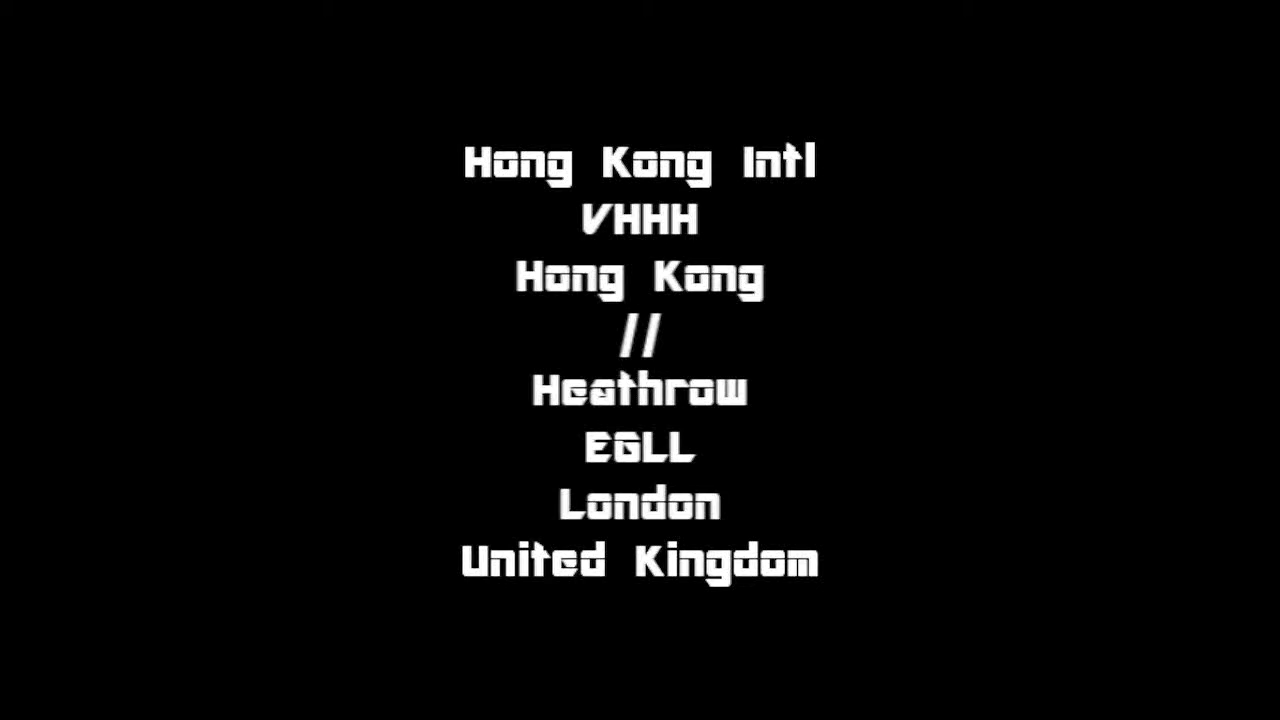 Hong Kong Intl
VHHH
Hong Kong
//
Heathrow
EGLL
London
United Kingdom